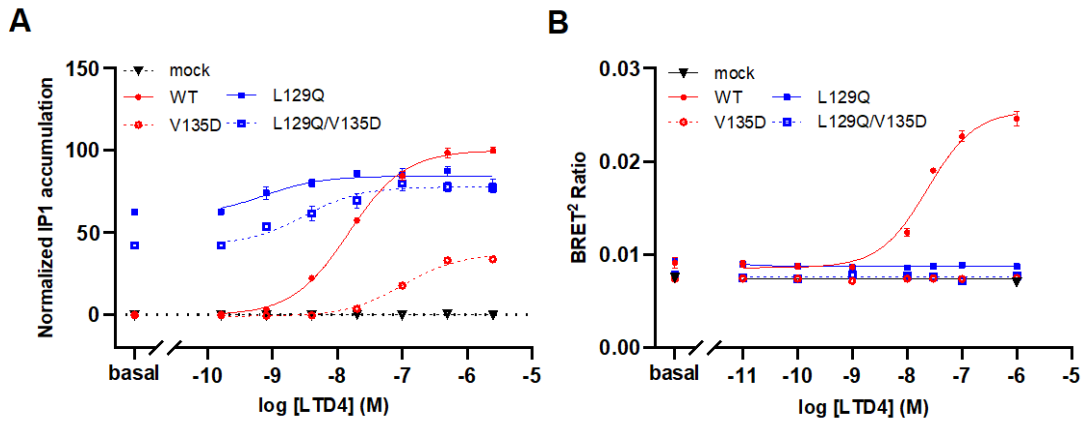 A
mock
WT
L129Q
V135D
L129Q/V135D
Normalized IP1 accumulation
150
100
50
0
basal
-10
-9
-8
-7
-6
-5
log [LTD4] (M)
B
mock
WT
L129Q
V135D
L129Q/V135D
BRET² Ratio
0.03
0.02
0.01
0.00
basal
-11
-10
-9
-8
-7
-6
-5
log [LTD4] (M)